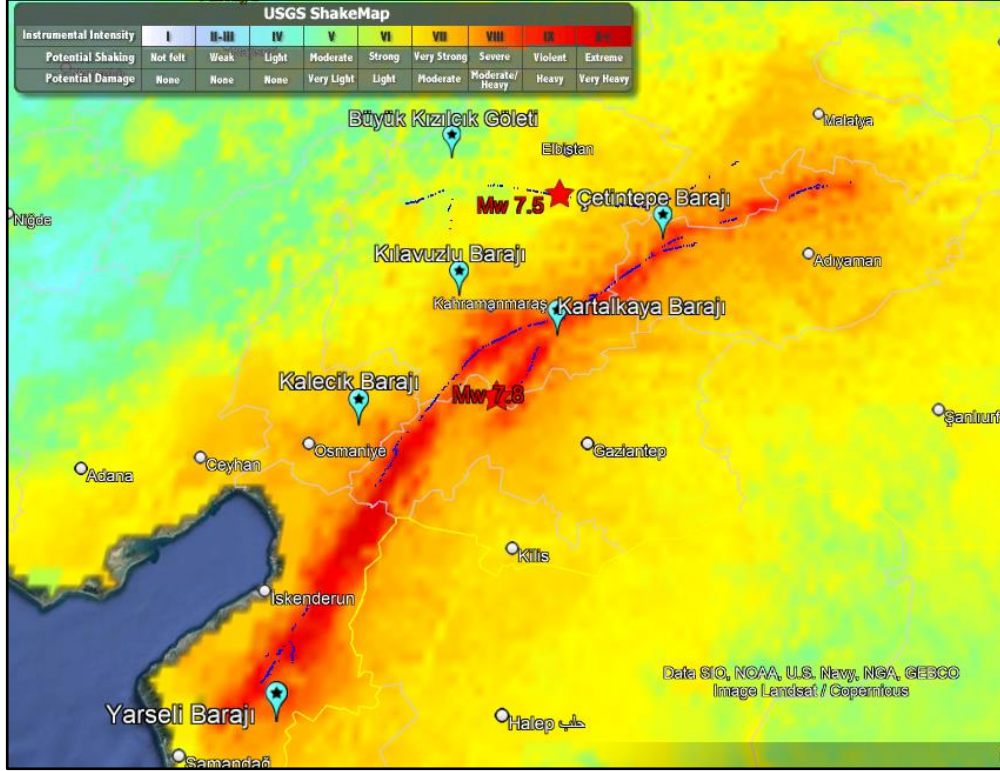 USGS ShakeMap
Instrumental Intensity I II-III IV V VI VII VIII IX X+
Potential Shaking Not felt Weak Light Moderate Strong Very Strong Severe Violent Extreme
Potential Damage None None None Very Light Light Moderate Moderate/ Heavy Heavy Very Heavy
Büyük Kızılcık Göleti
Malatya
Elbistan
Mw 7.5
Çetintepe Barajı
Niğde
Kılavuzlu Barajı
Adıyaman
Kahramanmaraş
Kartalkaya Barajı
Kalecik Barajı
Mw 7.8
Şanlıurf
Osmaniye
Gaziantep
Ceyhan
Adana
Kilis
İskenderun
Data SIO, NOAA, U.S. Navy, NGA, GEBCO
Image Landsat / Copernicus
Yarseli Barajı
Halep حلب
Samandağ